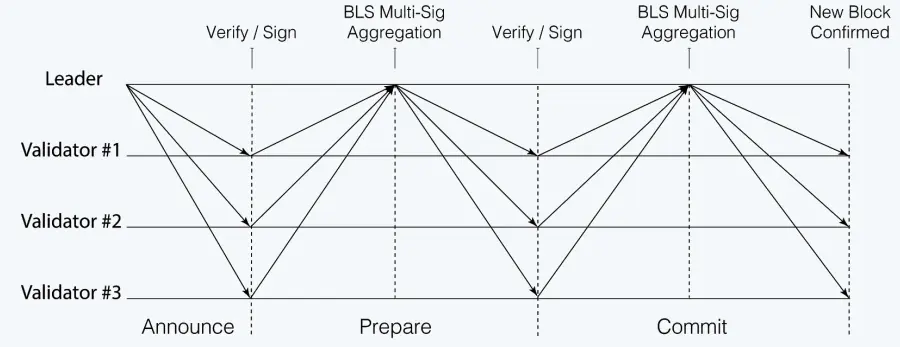 BLS Multi-Sig
BLS Multi-Sig
New Block
Verify / Sign
Aggregation
Verify / Sign
Aggregation
Confirmed
Leader
Validator #1
Validator #2
Validator #3
Announce
Prepare
Commit